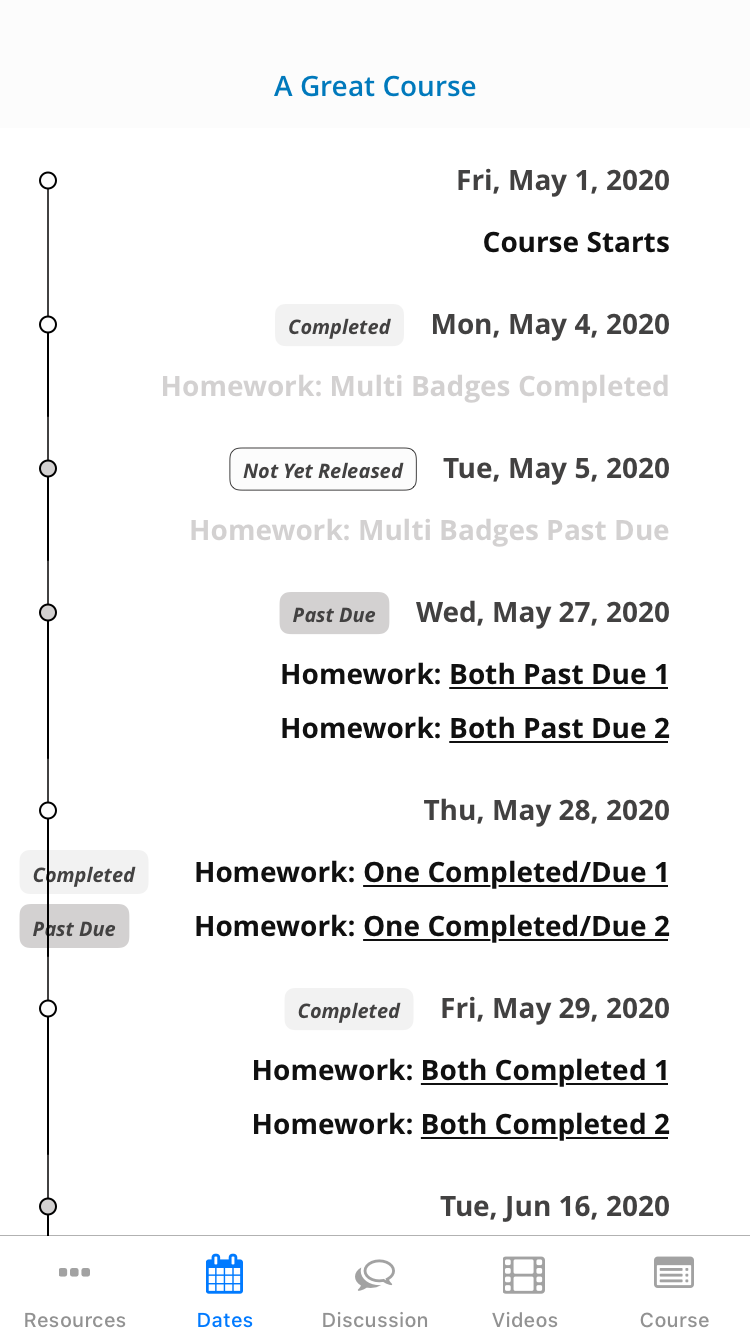 A Great Course
Fri, May 1, 2020
Course Starts
Completed Mon, May 4, 2020
Homework: Multi Badges Completed
Not Yet Released Tue, May 5, 2020
Homework: Multi Badges Past Due
Past Due Wed, May 27, 2020
Homework: Both Past Due 1
Homework: Both Past Due 2
Thu, May 28, 2020
Completed Homework: One Completed/Due 1
Past Due Homework: One Completed/Due 2
Completed Fri, May 29, 2020
Homework: Both Completed 1
Homework: Both Completed 2
Tue, Jun 16, 2020
Resources Dates Discussion Videos Course